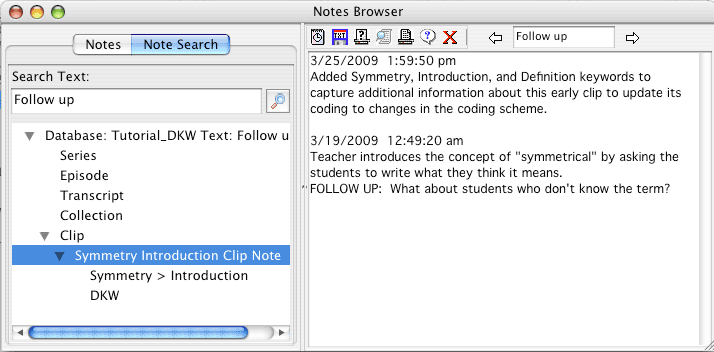 Notes Browser
Notes
Note Search
Search Text:
Follow up
Database: Tutorial_DKW Text: Follow u
Series
Episode
Transcript
Collection
Clip
Symmetry Introduction Clip Note
Symmetry > Introduction
DKW
Follow up
3/25/2009  1:59:50 pm
Added Symmetry, Introduction, and Definition keywords to
capture additional information about this early clip to update its
coding to changes in the coding scheme.
3/19/2009  12:49:20 am
Teacher introduces the concept of "symmetrical" by asking the
students to write what they think it means.
FOLLOW UP:  What about students who don't know the term?